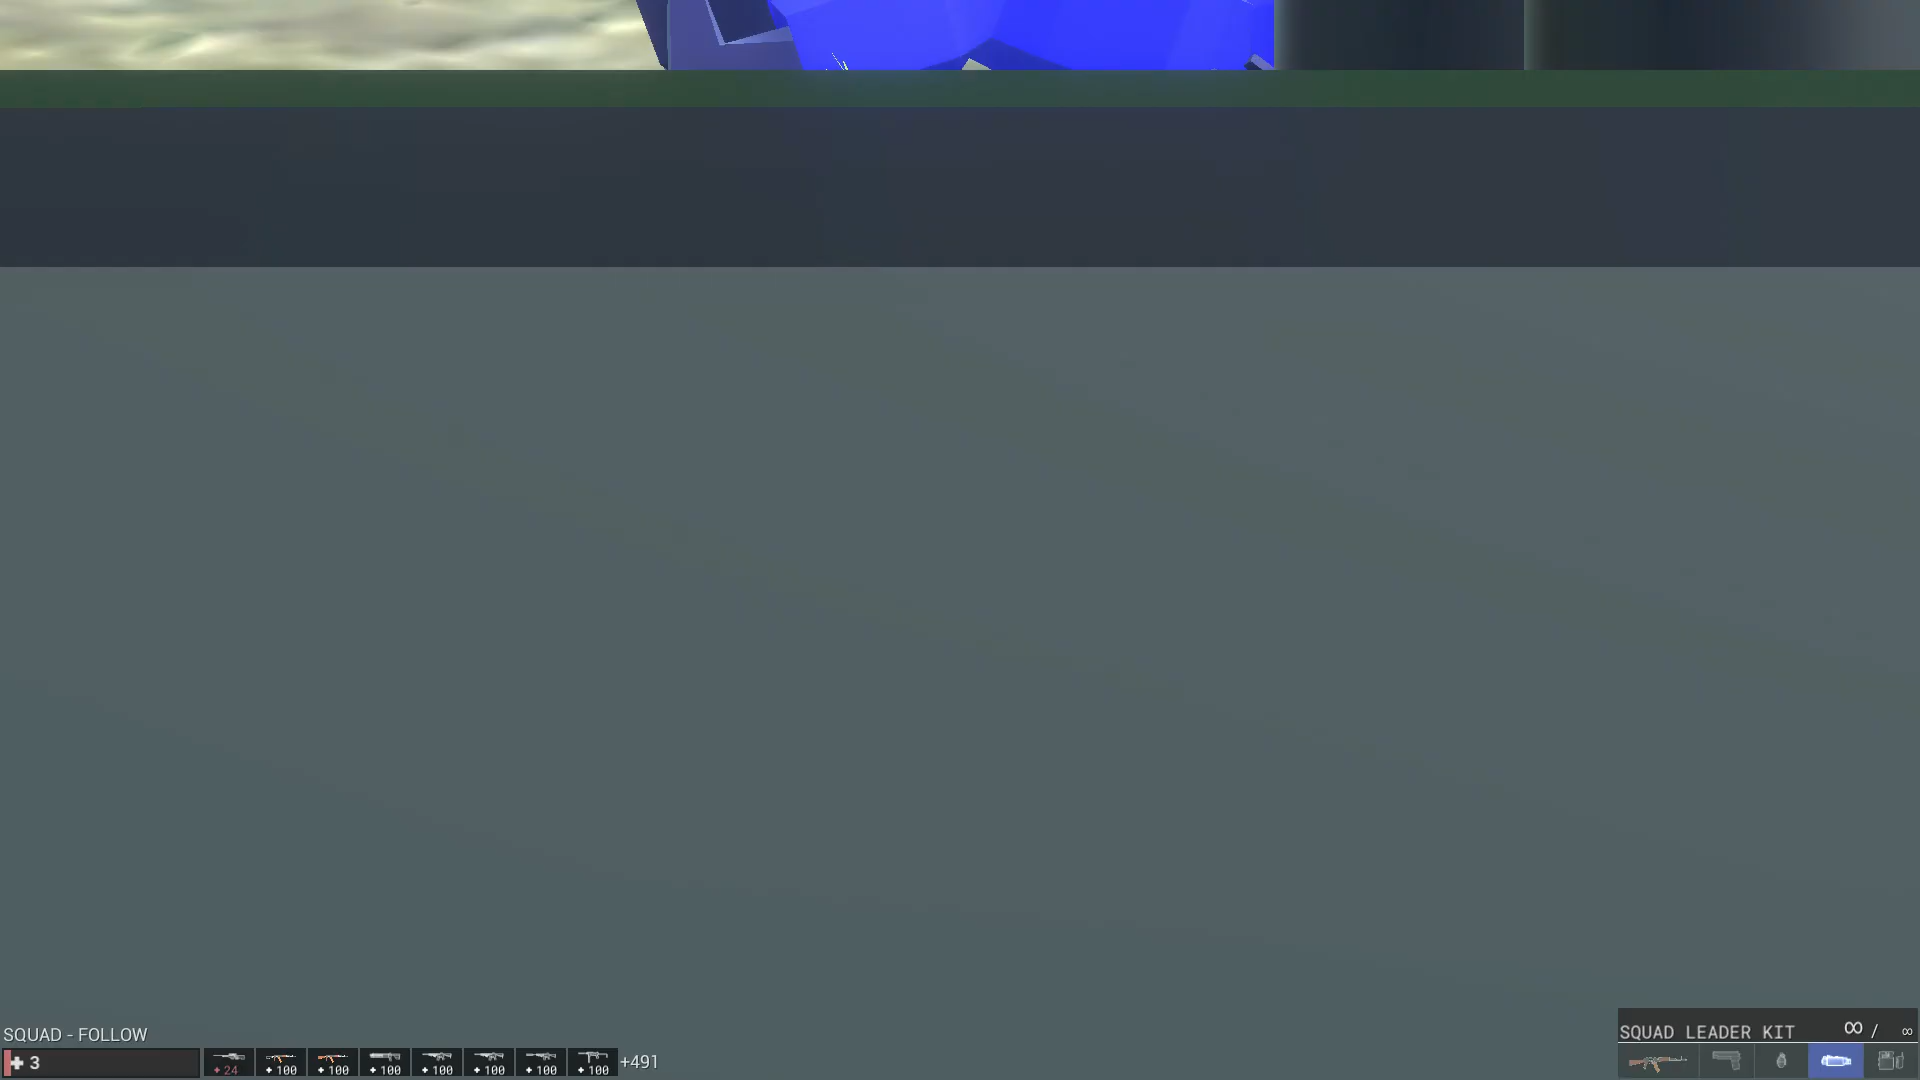 SQUAD - FOLLOW
3
24 100 100 100 100 100 100 100 +491
SQUAD LEADER KIT ∞ / ∞